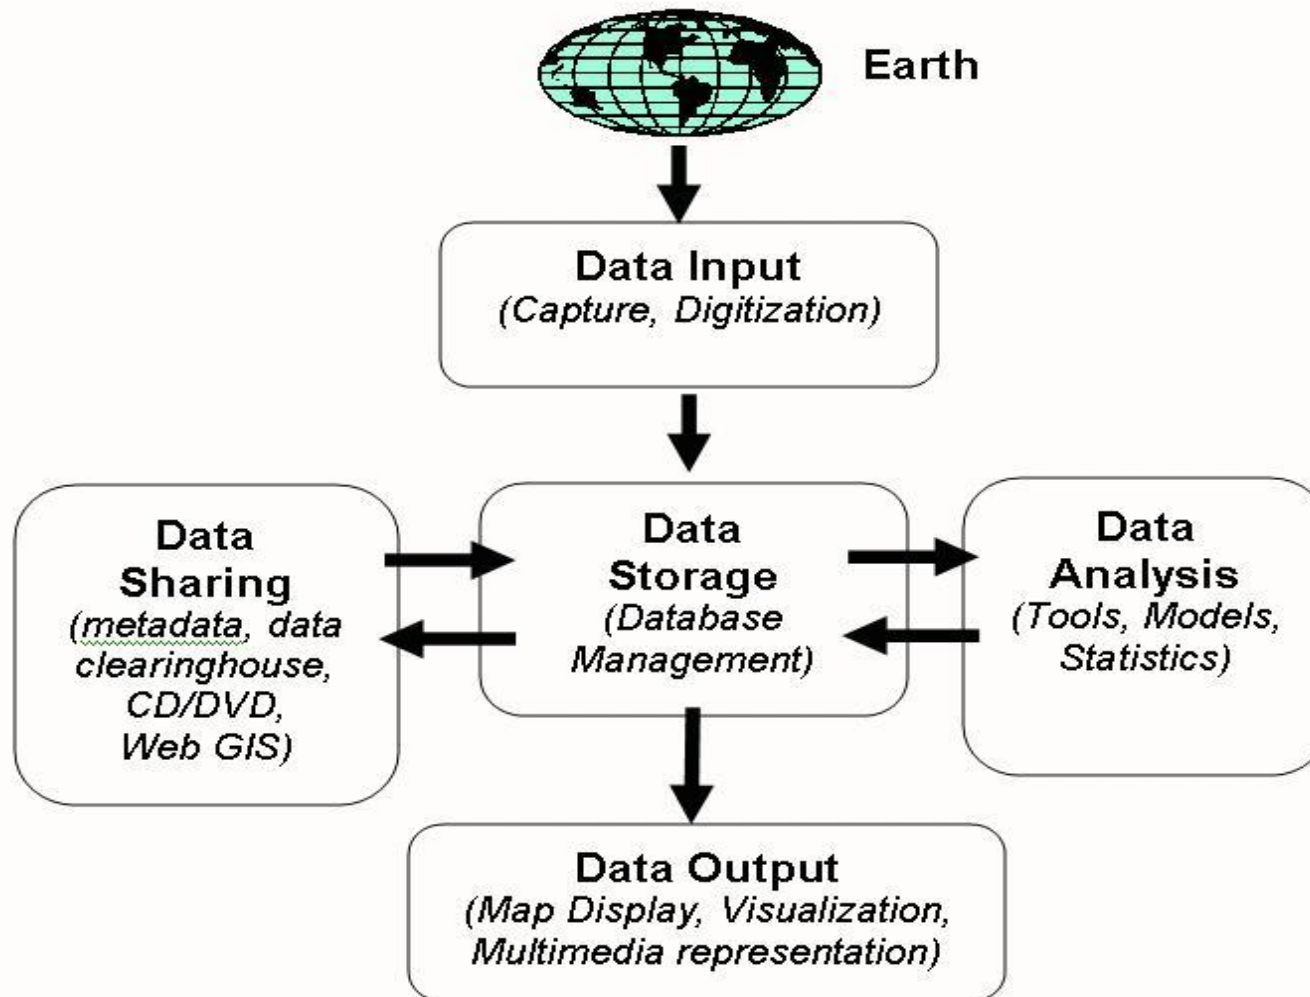 Earth
Data Input
(Capture, Digitization)
Data
Sharing
(metadata, data
clearinghouse,
CD/DVD,
Web GIS)
Data
Storage
(Database
Management)
Data
Analysis
(Tools, Models,
Statistics)
Data Output
(Map Display, Visualization,
Multimedia representation)